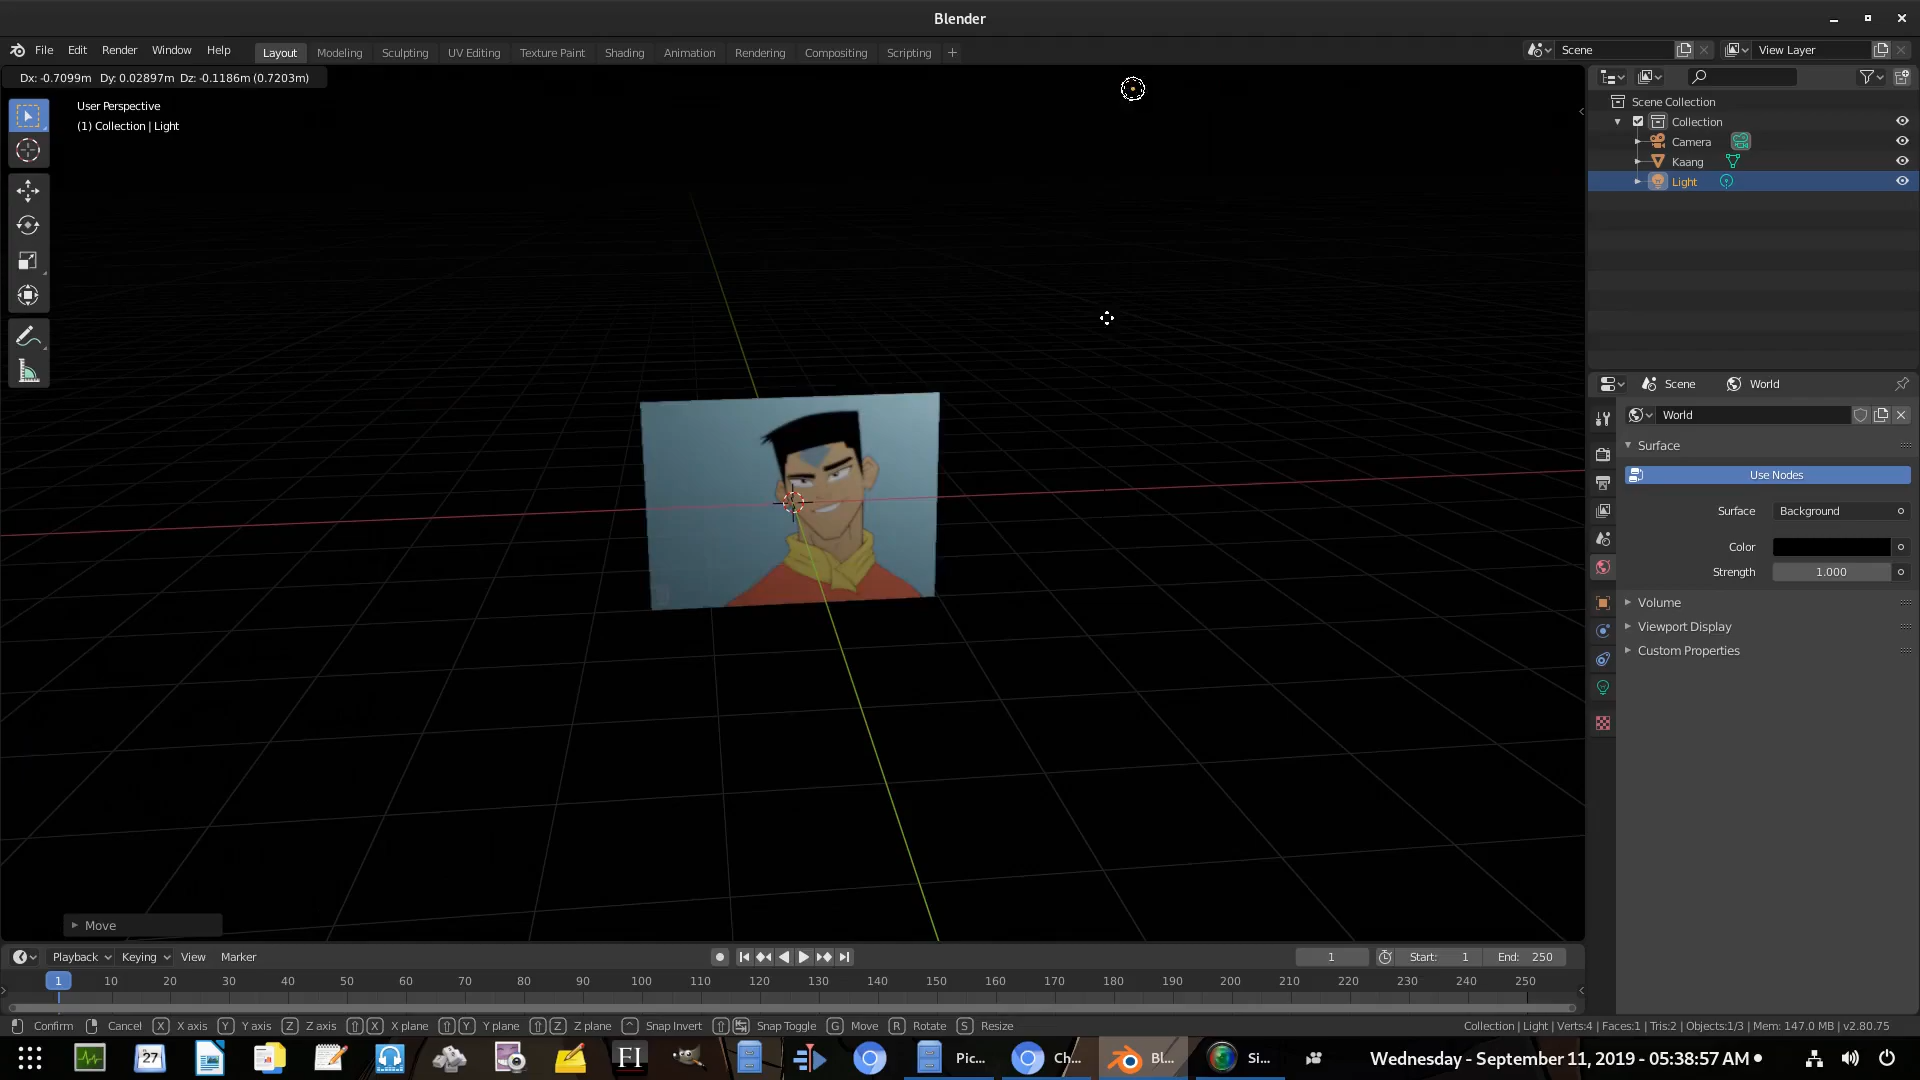 Blender
File Edit Render Window Help
Layout Modeling Sculpting UV Editing Texture Paint Shading Animation Rendering Compositing Scripting
Scene View Layer
Dx: -0.7099m Dy: 0.02897m Dz: -0.1186m (0.7203m)
User Perspective
(1) Collection | Light
Scene Collection
Collection
Camera
Kaang
Light
Scene World
World
Surface
Use Nodes
Surface Background
Color
Strength 1.000
Volume
Viewport Display
Custom Properties
Move
Playback Keying View Marker
1 Start: 1 End: 250
1 10 20 30 40 50 60 70 80 90 100 110 120 130 140 150 160 170 180 190 200 210 220 230 240 250
Confirm Cancel X X axis Y Y axis Z Z axis X X plane Y Y plane Z Z plane ^ Snap Invert Snap Toggle G Move R Rotate S Resize
Collection | Light | Verts:4 | Faces:1 | Tris:2 | Objects:1/3 | Mem: 147.0 MB | v2.80.75
27 FI Pic... Ch... Bl... Si... Wednesday - September 11, 2019 - 05:38:57 AM